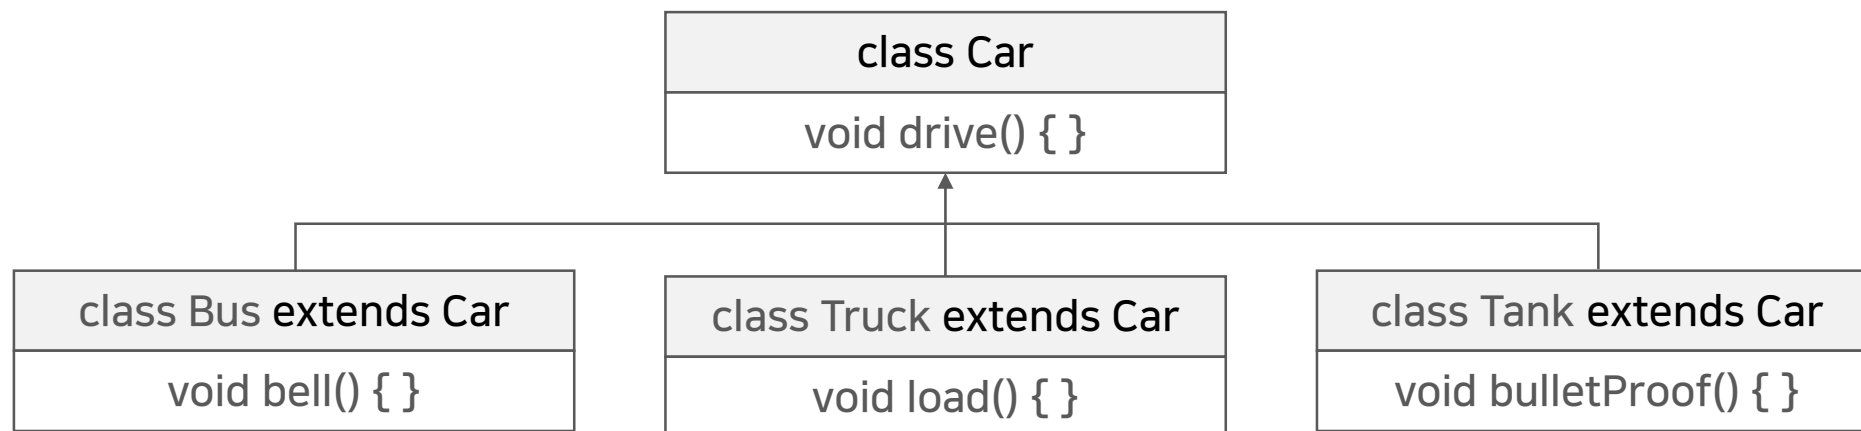 class Car
void drive() { }
class Bus extends Car
void bell() { }
class Truck extends Car
void load() { }
class Tank extends Car
void bulletProof() { }